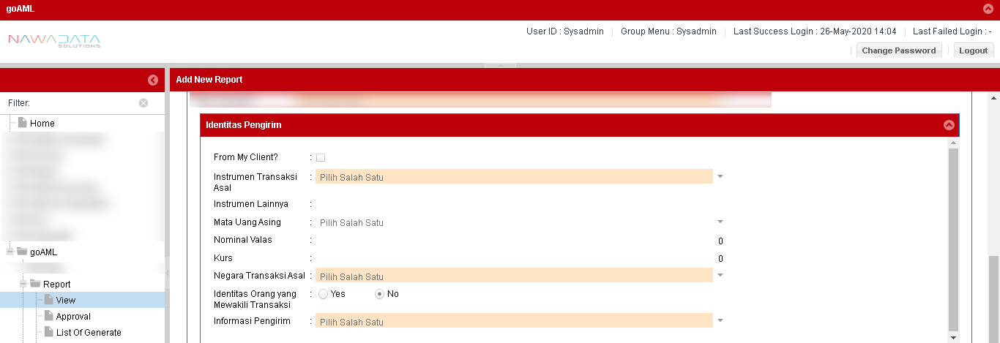 goAML
NAWADATA
SOLUTIONS
User ID : Sysadmin
Group Menu : Sysadmin
Last Success Login : 26-May-2020 14:04
Last Failed Login : -
Change Password
Logout
Add New Report
Filter:
Home
goAML
Report
View
Approval
List Of Generate
Identitas Pengirim
From My Client? :
Instrumen Transaksi Asal : Pilih Salah Satu
Instrumen Lainnya :
Mata Uang Asing : Pilih Salah Satu
Nominal Valas : 0
Kurs : 0
Negara Transaksi Asal : Pilih Salah Satu
Identitas Orang yang Mewakili Transaksi : Yes No
Informasi Pengirim : Pilih Salah Satu